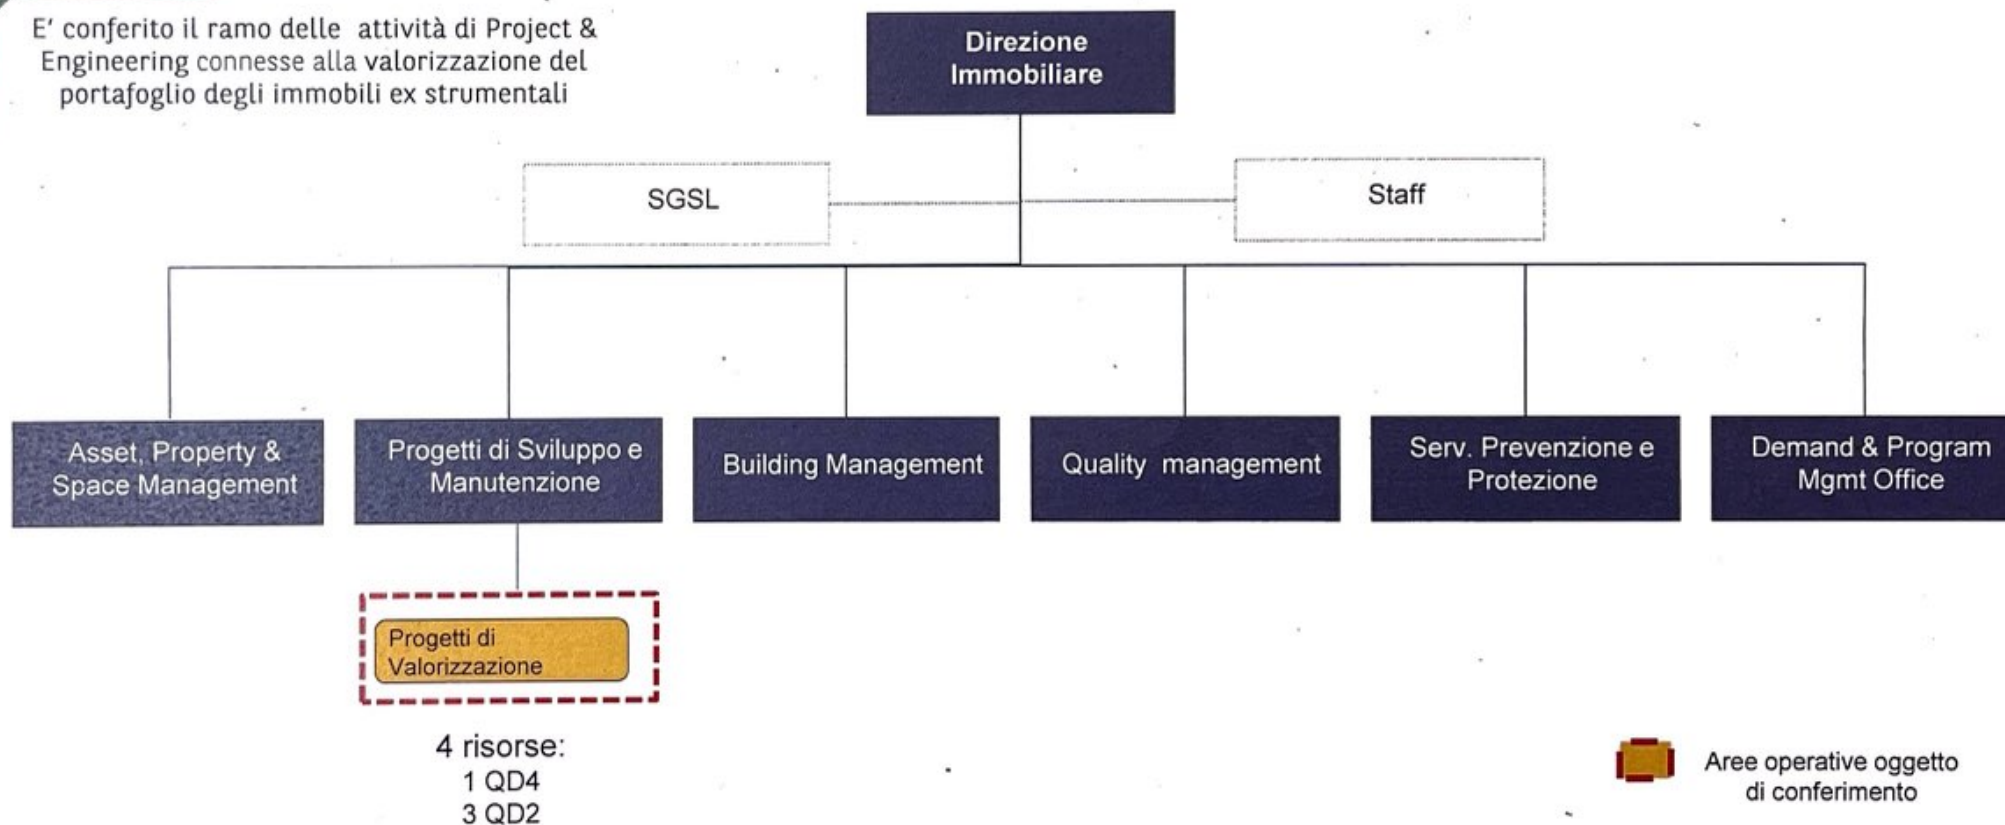 E' conferito il ramo delle attività di Project &
Engineering connesse alla valorizzazione del
portafoglio degli immobili ex strumentali
Direzione
Immobiliare
SGSL
Staff
Asset, Property &
Space Management
Progetti di Sviluppo e
Manutenzione
Building Management
Quality management
Serv. Prevenzione e
Protezione
Demand & Program
Mgmt Office
Progetti di
Valorizzazione
4 risorse:
1 QD4
3 QD2
Aree operative oggetto
di conferimento